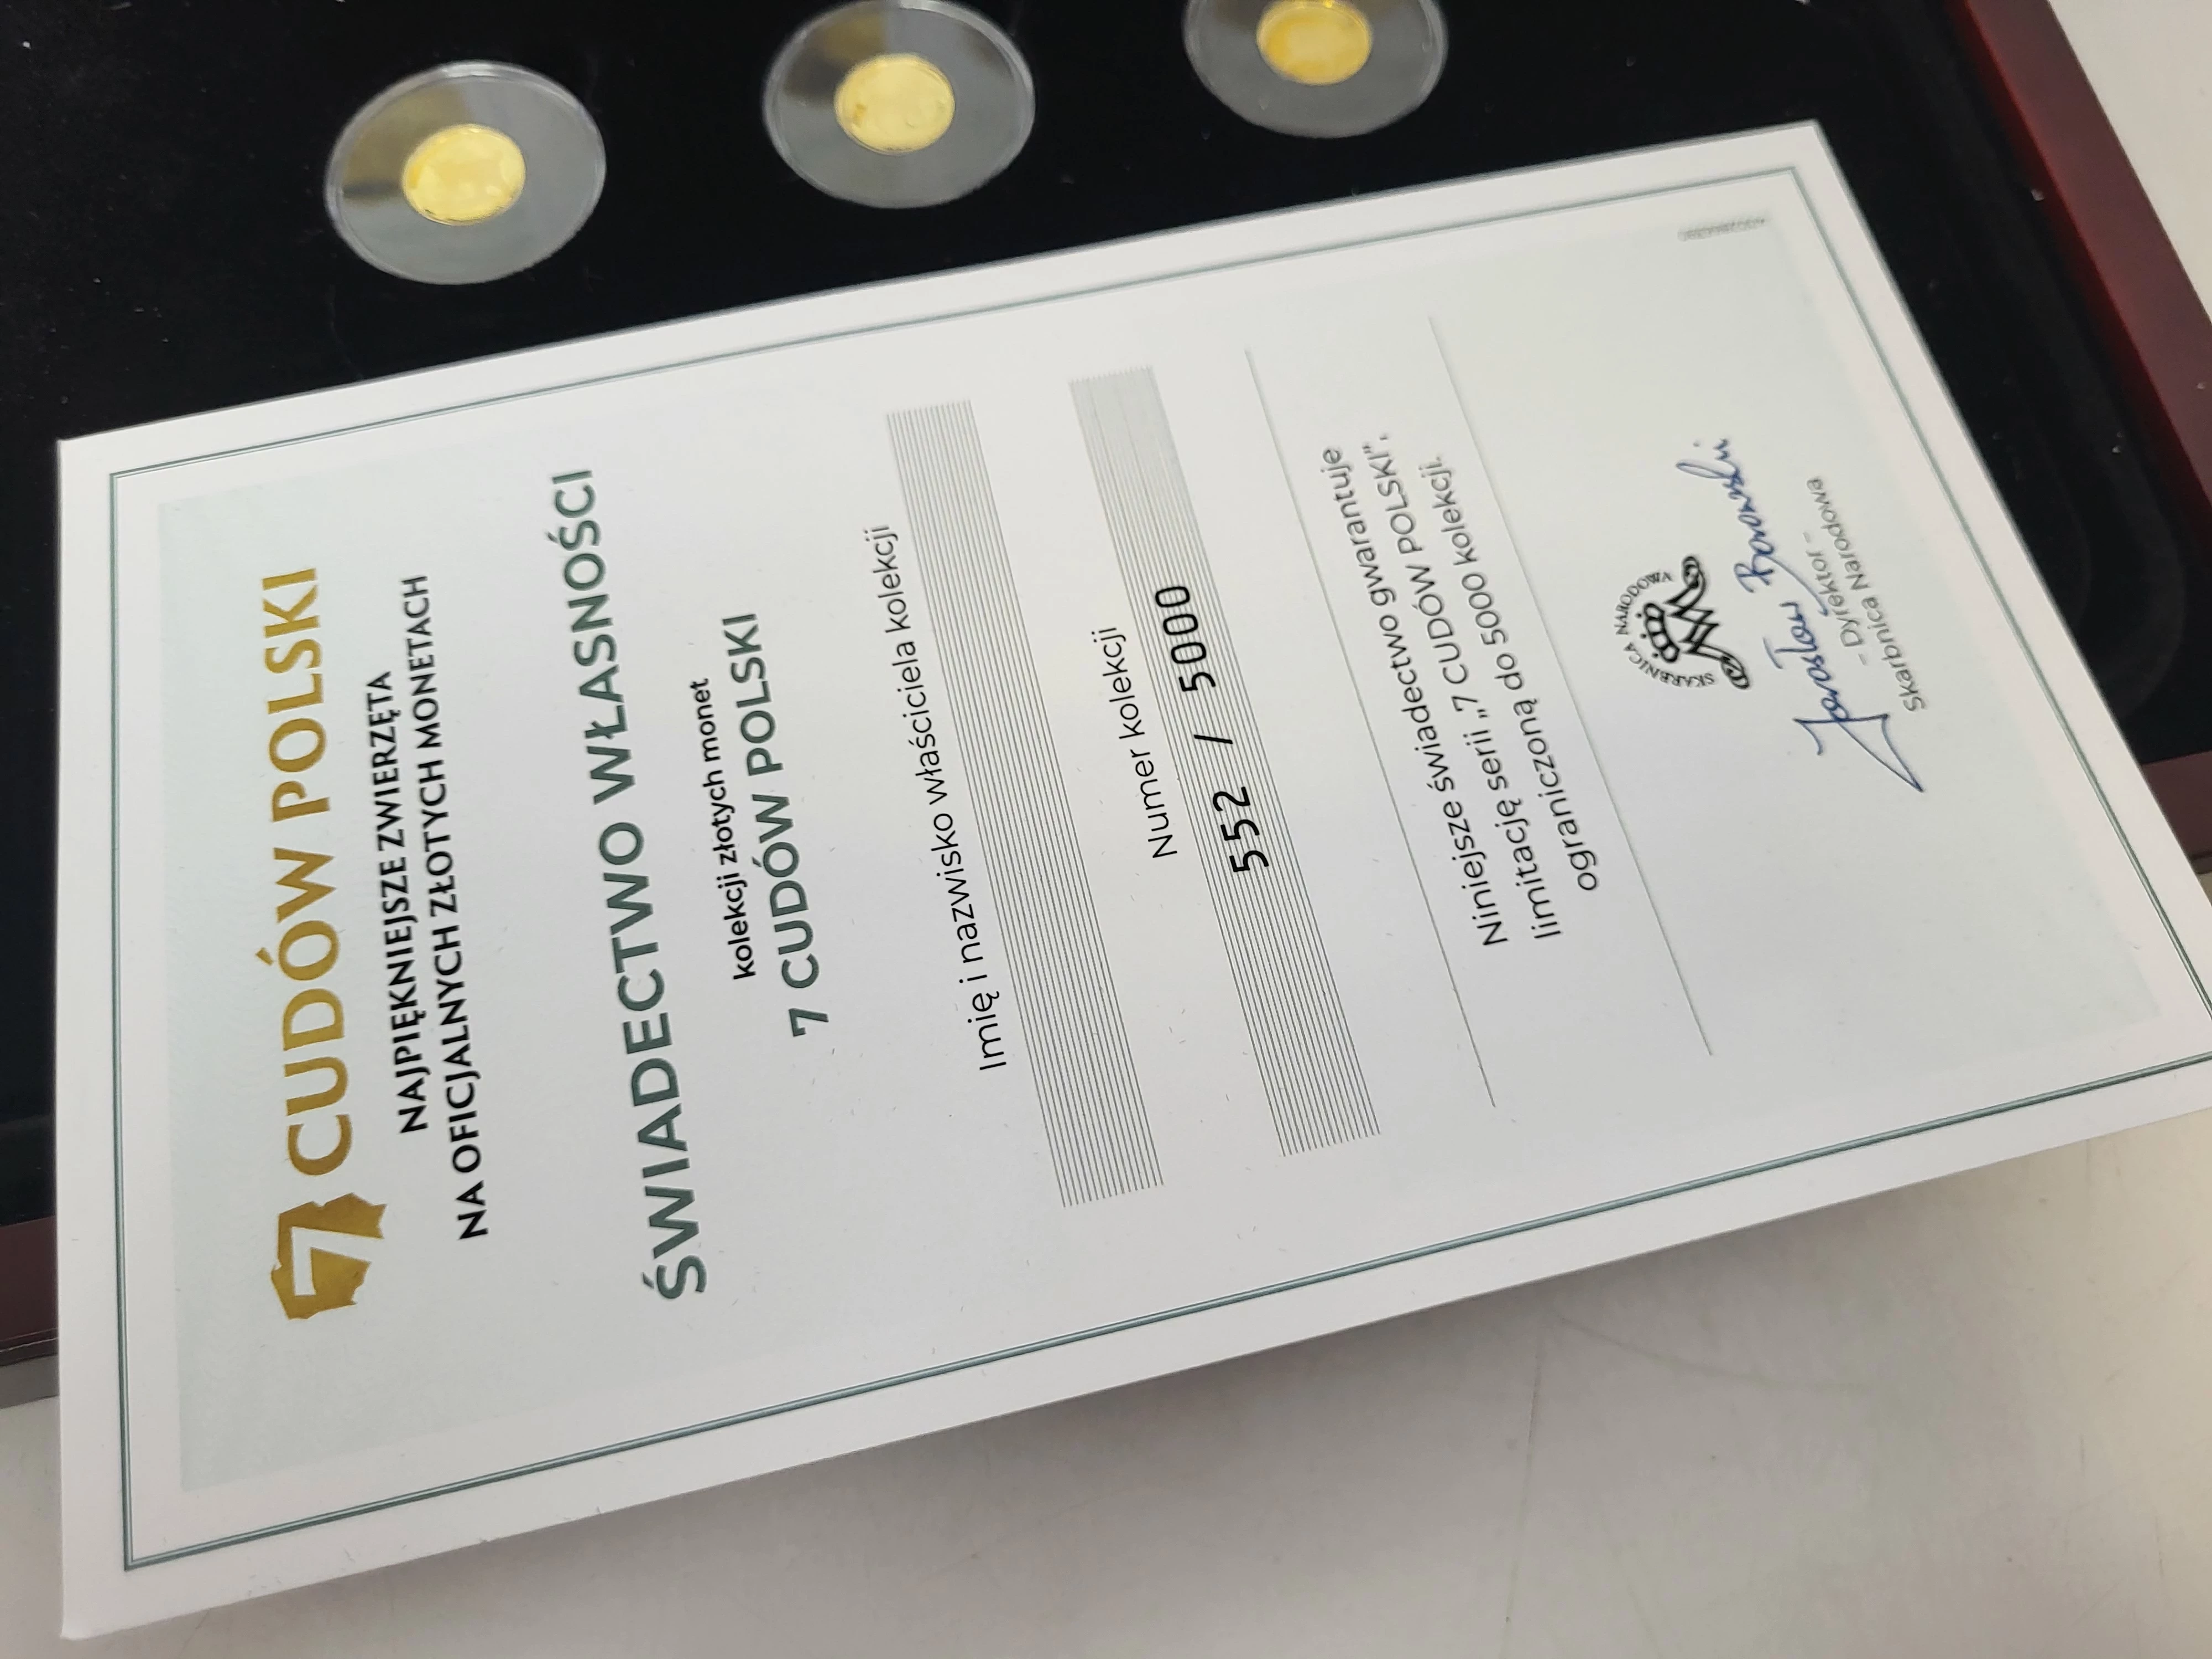 7 CUDÓW POLSKI
NAJPIĘKNIEJSZE ZWIERZĘTA
NA OFICJALNYCH ZŁOTYCH MONETACH
ŚWIADECTWO WŁASNOŚCI
kolekcji złotych monet
7 CUDÓW POLSKI
Imię i nazwisko właściciela kolekcji
Numer kolekcji
552 / 5000
Niniejsze świadectwo gwarantuje
limitację serii „7 CUDÓW POLSKI”,
ograniczoną do 5000 kolekcji.
SKARBNICA NARODOWA
Jarosław
– Dyrektor –
Skarbnica Narodowa